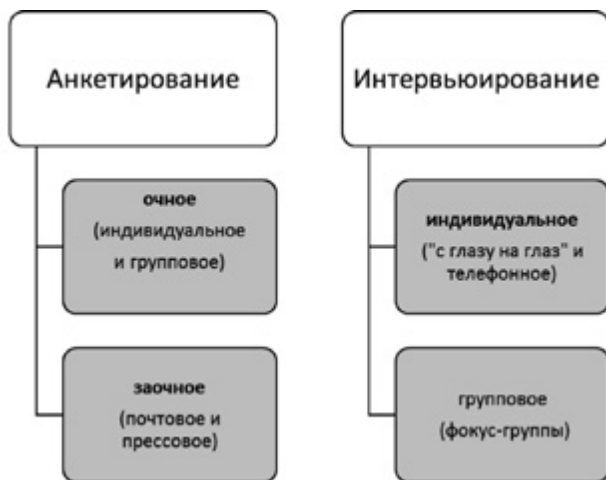 Анкетирование
очное
(индивидуальное
и групповое)
заочное
(почтовое и
прессовое)
Интервьюирование
индивидуальное
("с глазу на глаз" и
телефонное)
групповое
(фокус-группы)